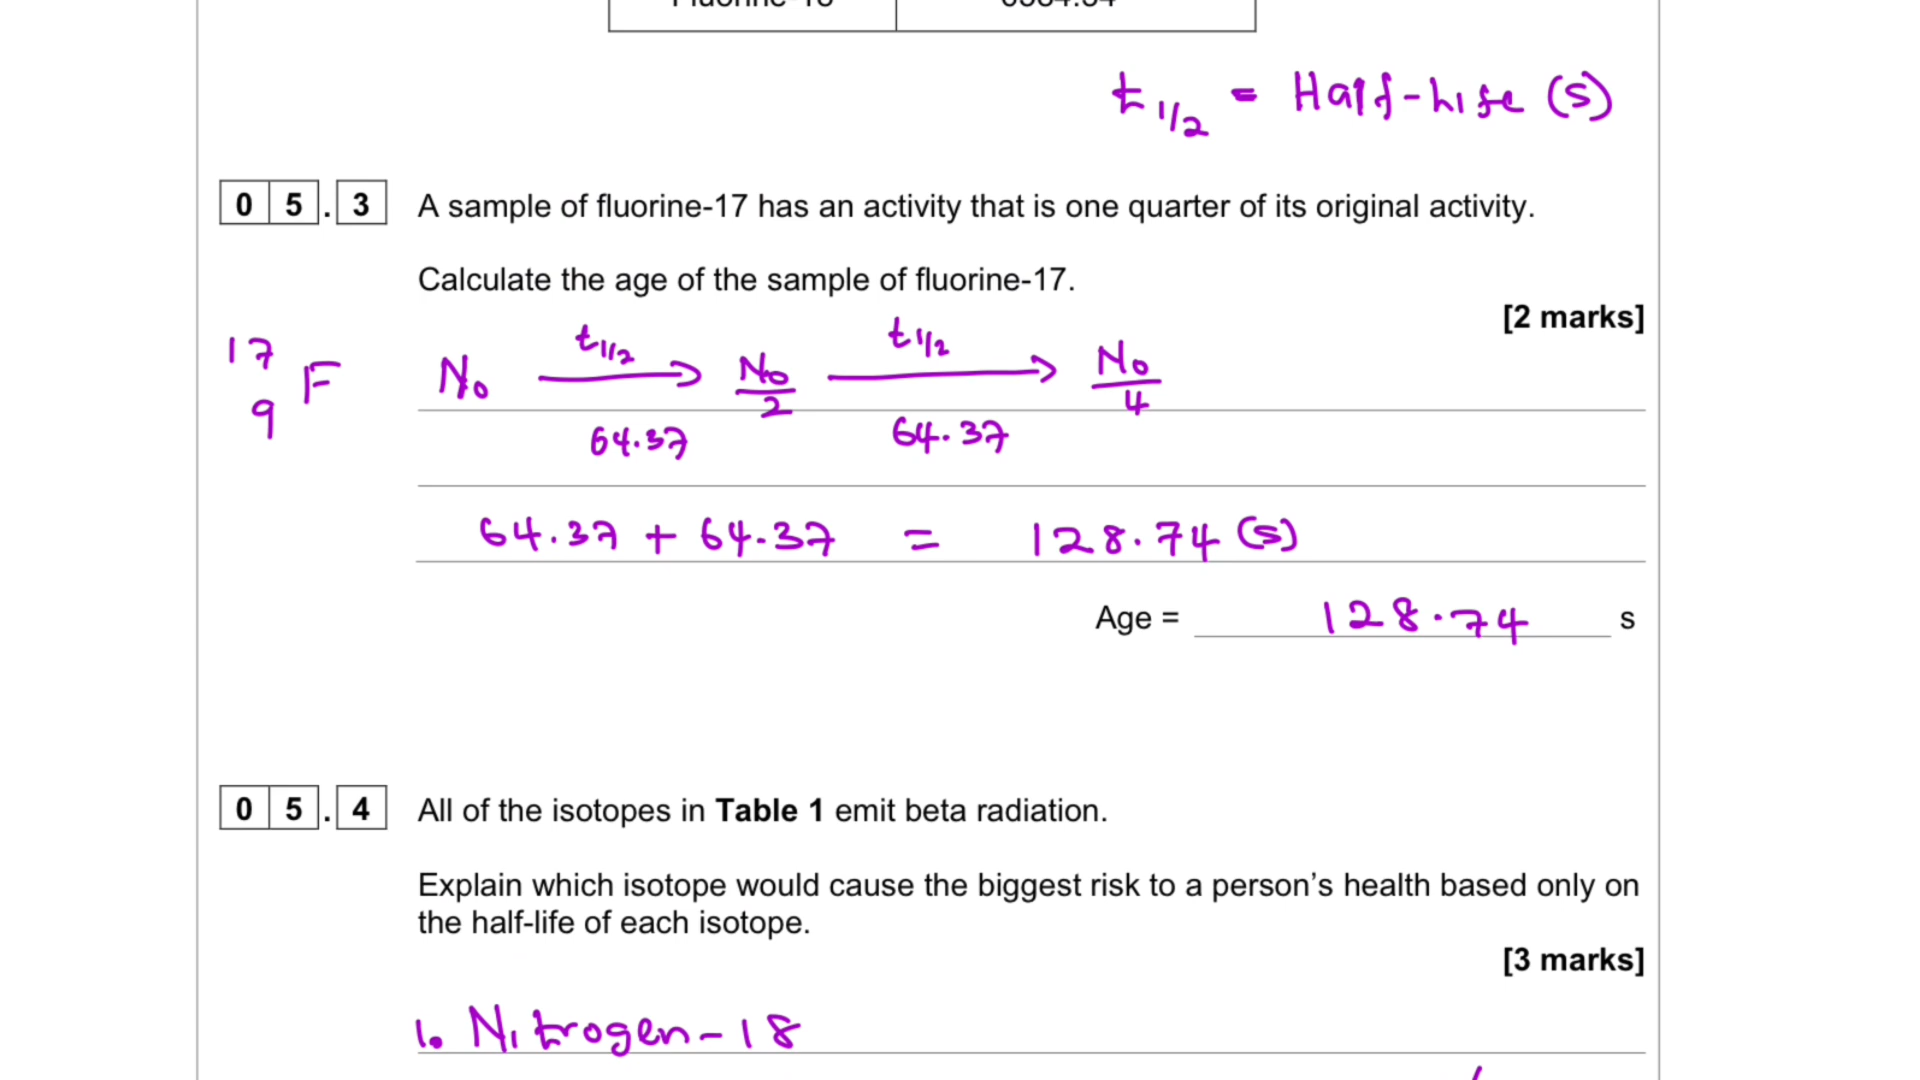 t 1/2 = Half-life (s)
0 5 . 3 A sample of fluorine-17 has an activity that is one quarter of its original activity.
Calculate the age of the sample of fluorine-17.
[2 marks]
17
9 F
N₀ t1/2 → N₀/2 t1/2 → N₀/4
64.37 64.37
64.37 + 64.37 = 128.74 (s)
Age = 128.74 s
0 5 . 4 All of the isotopes in Table 1 emit beta radiation.
Explain which isotope would cause the biggest risk to a person's health based only on
the half-life of each isotope.
[3 marks]
1. Nitrogen-18